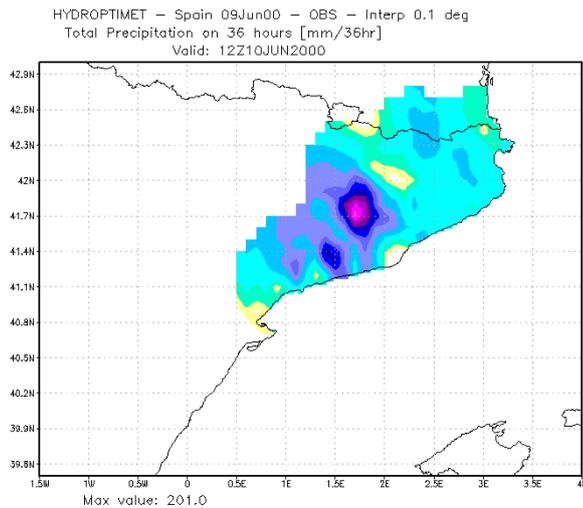 HYDROPTIMET – Spain 09Jun00 – OBS – Interp 0.1 deg
Total Precipitation on 36 hours [mm/36hr]
Valid: 12Z10JUN2000
42.9N
42.6N
42.3N
42N
41.7N
41.4N
41.1N
40.8N
40.5N
40.2N
39.9N
39.6N
1.5W 1W 0.5W 0 0.5E 1E 1.5E 2E 2.5E 3E 3.5E 4
Max value: 201.0